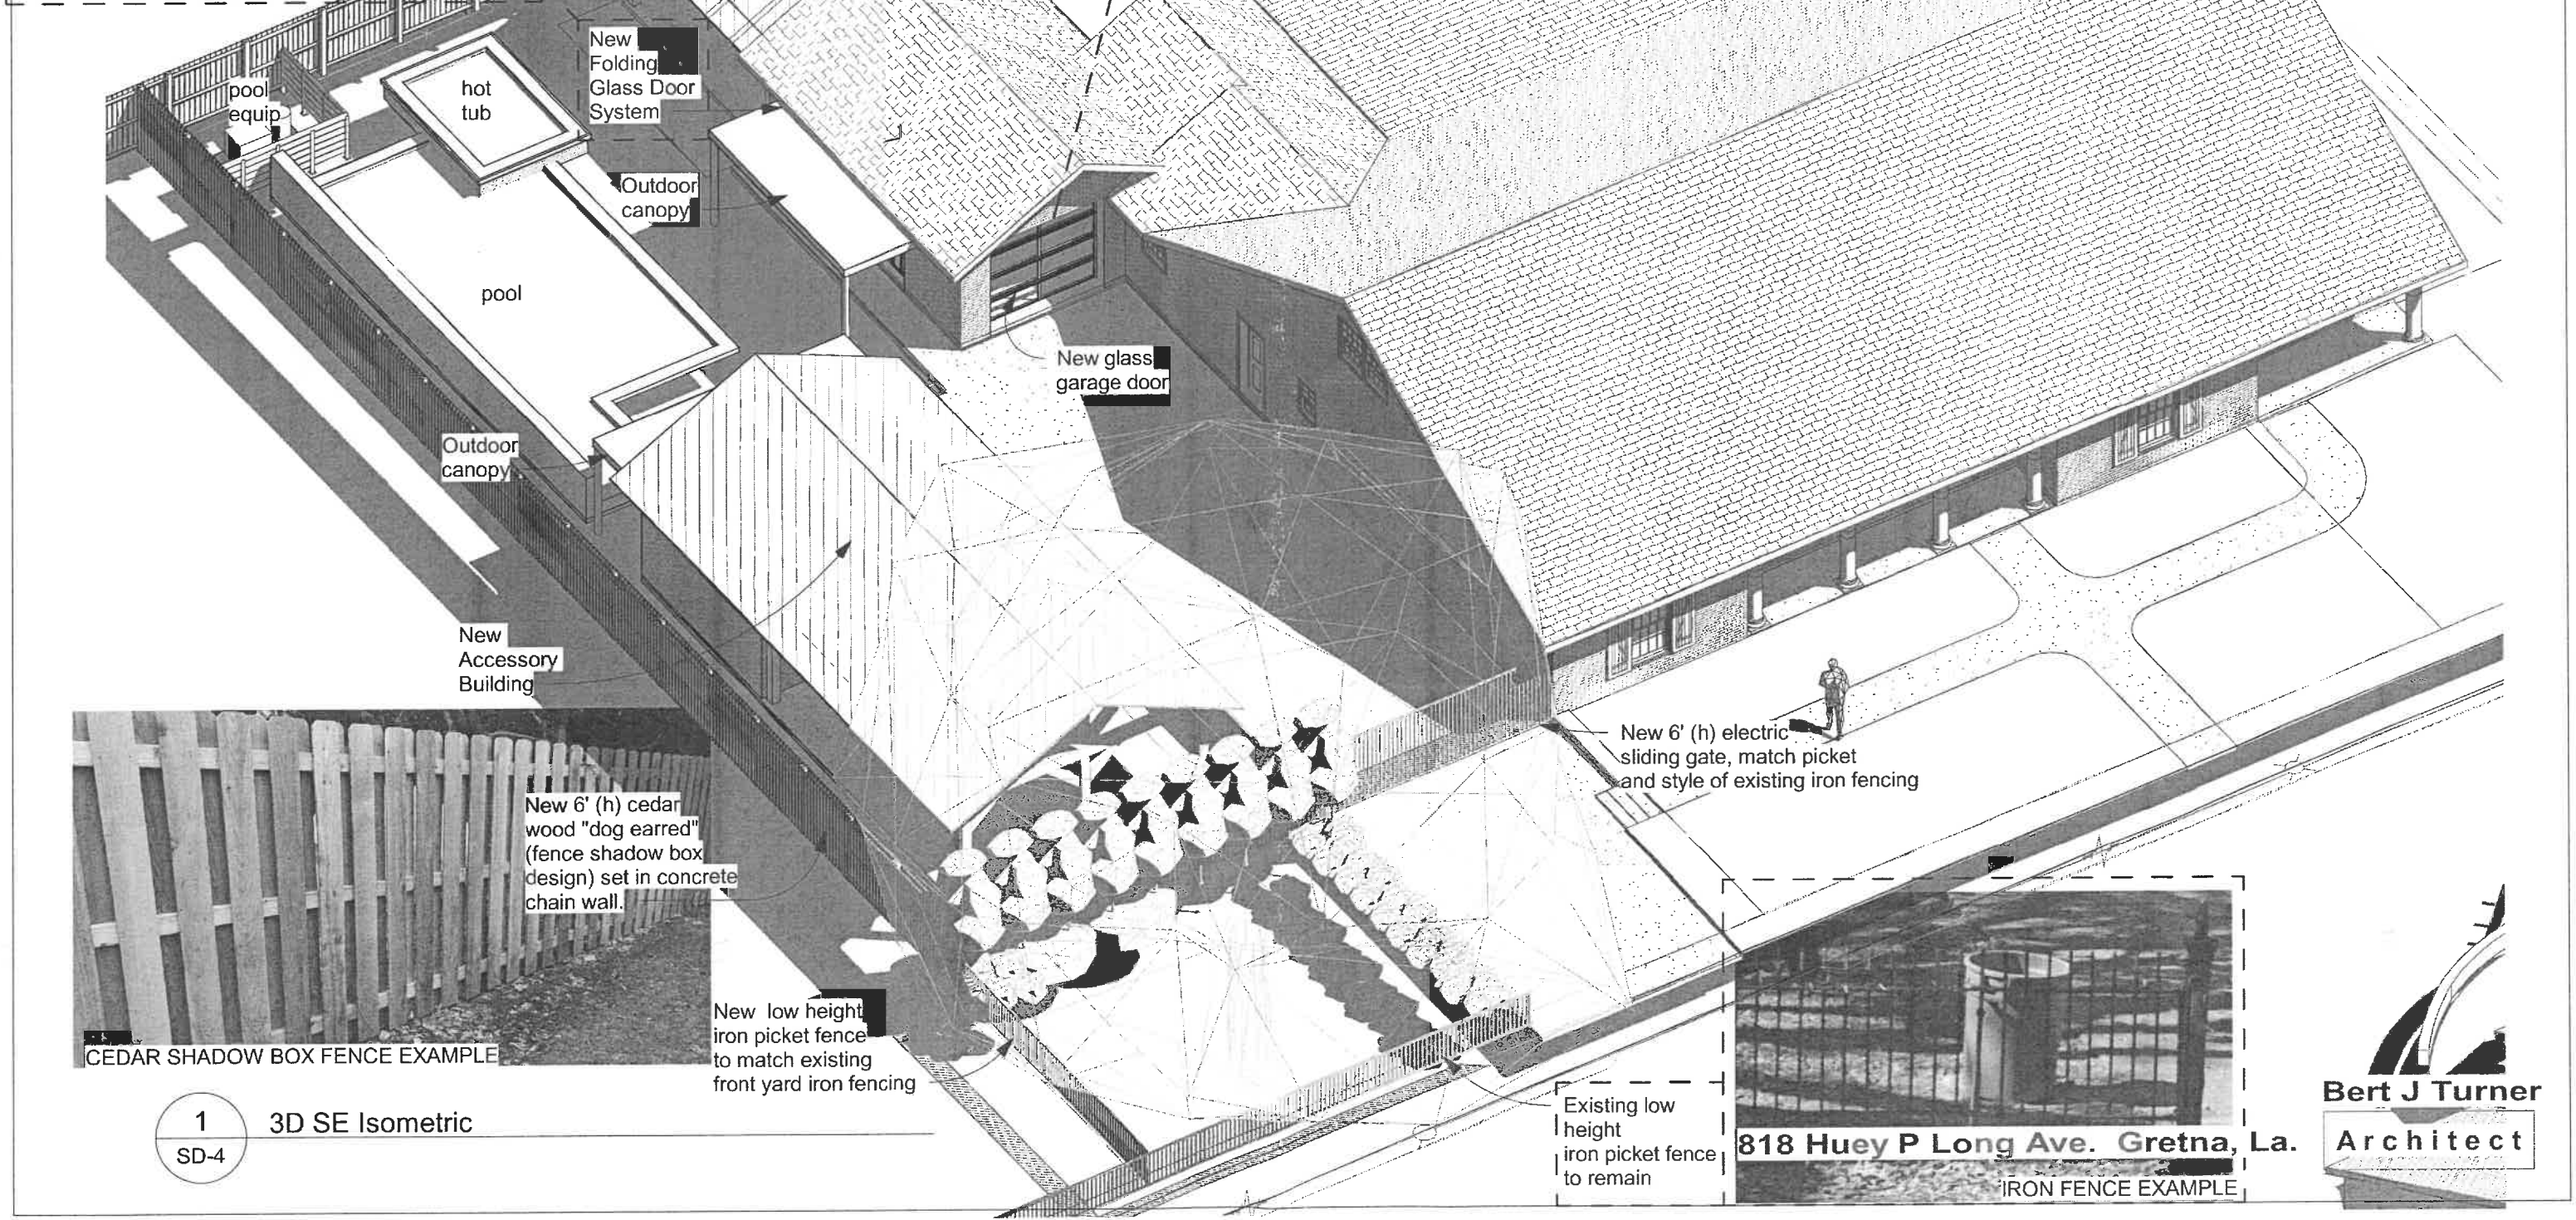 New
Folding
Glass Door
System
pool
equip
hot
tub
Outdoor
canopy
pool
New glass
garage door
Outdoor
canopy
New
Accessory
Building
New 6' (h) electric
sliding gate, match picket
and style of existing iron fencing
New 6' (h) cedar
wood "dog earred"
(fence shadow box
design) set in concrete
chain wall.
CEDAR SHADOW BOX FENCE EXAMPLE
New low height
iron picket fence
to match existing
front yard iron fencing
Existing low
height
iron picket fence
to remain
1
SD-4
3D SE Isometric
818 Huey P Long Ave. Gretna, La.
IRON FENCE EXAMPLE
Bert J Turner
Architect